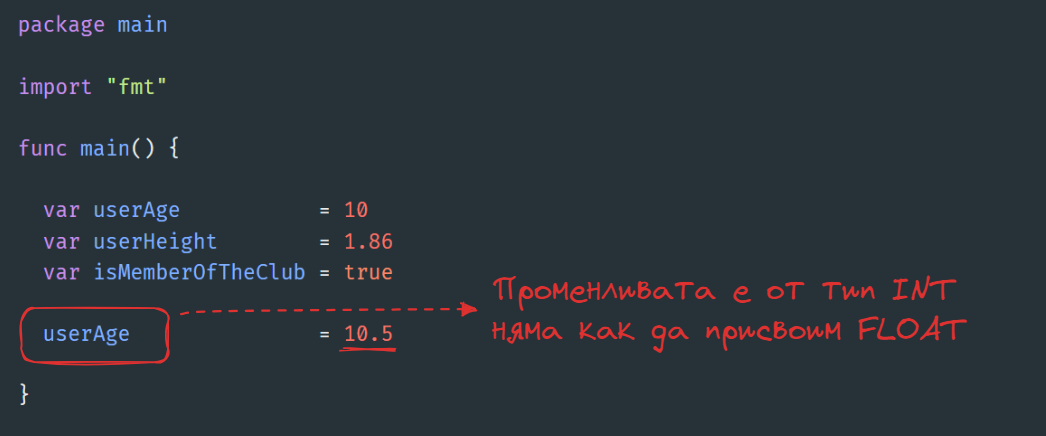 package main
import "fmt"
func main() {
var userAge = 10
var userHeight = 1.86
var isMemberOfTheClub = true
userAge = 10.5
Променливата е от тип INT
няма как да присвоим FLOAT
}